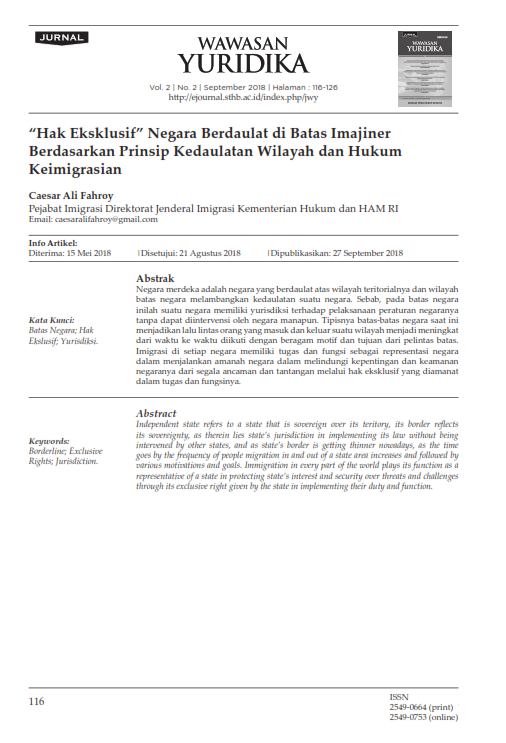 JURNAL
WAWASAN
YURIDIKA
Vol. 2 | No. 2 | September 2018 | Halaman : 116-126
http://ejournal.sthb.ac.id/index.php/jwy
JURNAL
WAWASAN
YURIDIKA
“Hak Eksklusif” Negara Berdaulat di Batas Imajiner
Berdasarkan Prinsip Kedaulatan Wilayah dan Hukum
Keimigrasian
Caesar Ali Fahroy
Pejabat Imigrasi Direktorat Jenderal Imigrasi Kementerian Hukum dan HAM RI
Email: caesaralifahroy@gmail.com
Info Artikel:
Diterima: 15 Mei 2018 |Disetujui: 21 Agustus 2018 |Dipublikasikan: 27 September 2018
Abstrak
Negara merdeka adalah negara yang berdaulat atas wilayah teritorialnya dan wilayah
batas negara melambangkan kedaulatan suatu negara. Sebab, pada batas negara
inilah suatu negara memiliki yurisdiksi terhadap pelaksanaan peraturan negaranya
tanpa dapat diintervensi oleh negara manapun. Tipisnya batas-batas negara saat ini
menjadikan lalu lintas orang yang masuk dan keluar suatu wilayah menjadi meningkat
dari waktu ke waktu diikuti dengan beragam motif dan tujuan dari pelintas batas.
Imigrasi di setiap negara memiliki tugas dan fungsi sebagai representasi negara
dalam menjalankan amanah negara dalam melindungi kepentingan dan keamanan
negaranya dari segala ancaman dan tantangan melalui hak eksklusif yang diamanat
dalam tugas dan fungsinya.
Kata Kunci:
Batas Negara; Hak
Ekslusif; Yurisdiksi.
Abstract
Independent state refers to a state that is sovereign over its teritory, its border reflects
its sovereignty, as therein lies state’s jurisdiction in implementing its law without being
intervened by other states, and as state’s border is getting thinner nowadays, as the time
goes by the frequency of people migration in and out of a state area increases and followed by
various motivations and goals. Immigration in every part of the world plays its function as a
representative of a state in protecting state’s interest and security over threats and challenges
through its exclusive right given by the state in implementing their duty and function.
Keywords:
Borderline; Exclusive
Rights; Jurisdiction.
116
ISSN
2549-0664 (print)
2549-0753 (online)